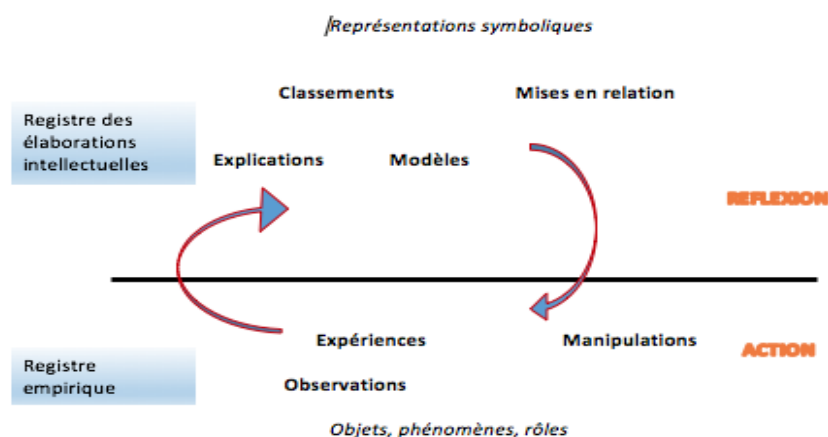 Représentations symboliques
Classements
Mises en relation
Registre des
élaborations
intellectuelles
Explications
Modèles
REFLEXION
Expériences
Manipulations
ACTION
Registre
empirique
Observations
Objets, phénomènes, rôles